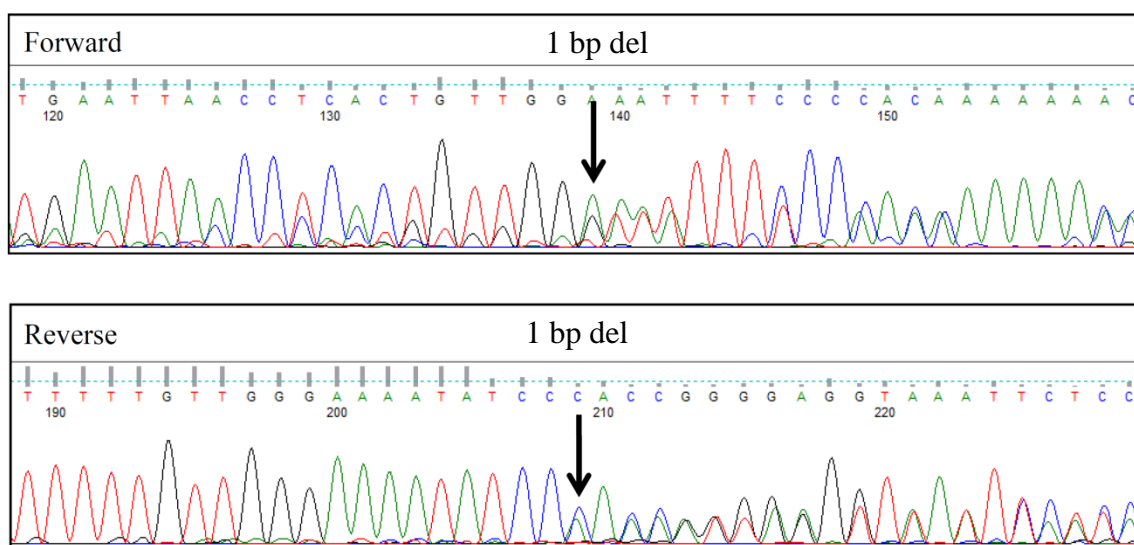 Forward
1 bp del
T G A A T T A A C C T C A C T G T T G G A A A T T T T C C C C A C A A A A A A A C
120 130 140 150
Reverse
1 bp del
T T T T T G T T G G G A A A A T A T C C C A C C G G G G A G G T A A A T T C T C C
190 200 210 220